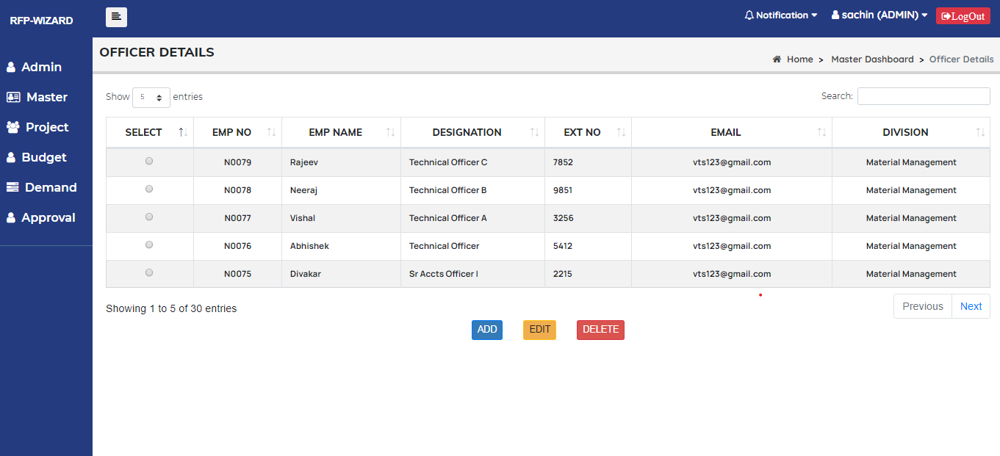 RFP-WIZARD
Notification
sachin (ADMIN)
LogOut
Admin
Master
Project
Budget
Demand
Approval
OFFICER DETAILS
Home > Master Dashboard > Officer Details
Show 5 entries
Search:
SELECT EMP NO EMP NAME DESIGNATION EXT NO EMAIL DIVISION
N0079 Rajeev Technical Officer C 7852 vts123@gmail.com Material Management
N0078 Neeraj Technical Officer B 9851 vts123@gmail.com Material Management
N0077 Vishal Technical Officer A 3256 vts123@gmail.com Material Management
N0076 Abhishek Technical Officer 5412 vts123@gmail.com Material Management
N0075 Divakar Sr Accts Officer I 2215 vts123@gmail.com Material Management
Showing 1 to 5 of 30 entries
Previous Next
ADD EDIT DELETE